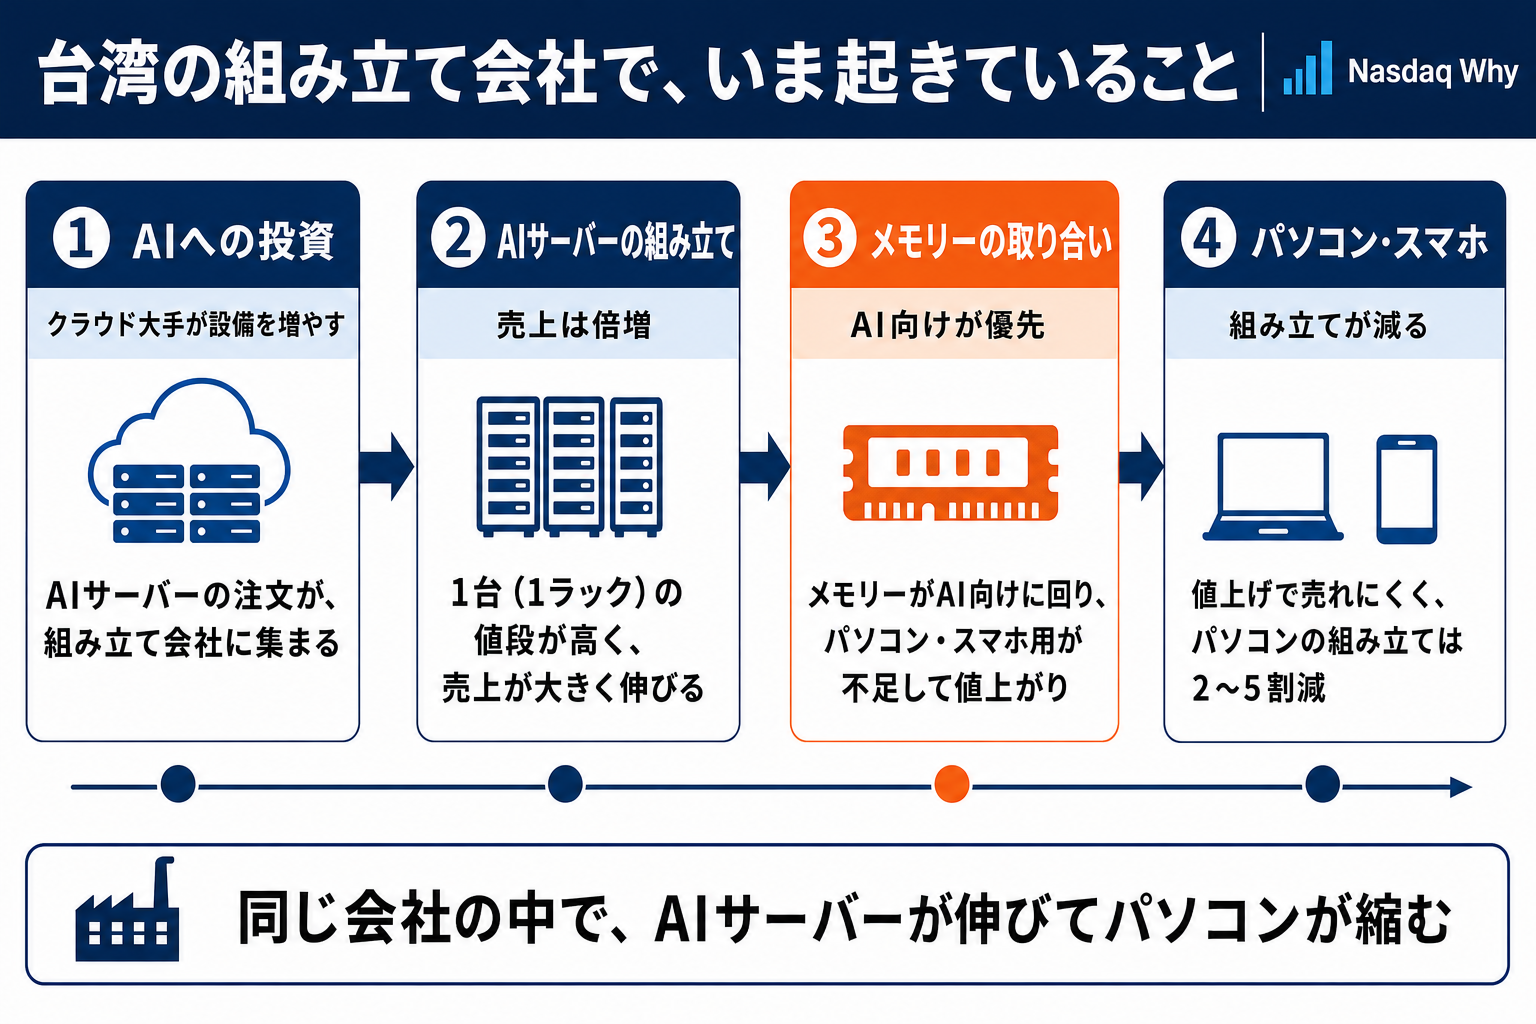 台湾の組み立て会社で、いま起きていること
Nasdaq Why
1 AIへの投資
クラウド大手が設備を増やす
AIサーバーの注文が、
組み立て会社に集まる
2 AIサーバーの組み立て
売上は倍増
1台（1ラック）の
値段が高く、
売上が大きく伸びる
3 メモリーの取り合い
AI向けが優先
メモリーがAI向けに回り、
パソコン・スマホ用が
不足して値上がり
4 パソコン・スマホ
組み立てが減る
値上げで売れにくく、
パソコンの組み立ては
2～5割減
同じ会社の中で、AIサーバーが伸びてパソコンが縮む